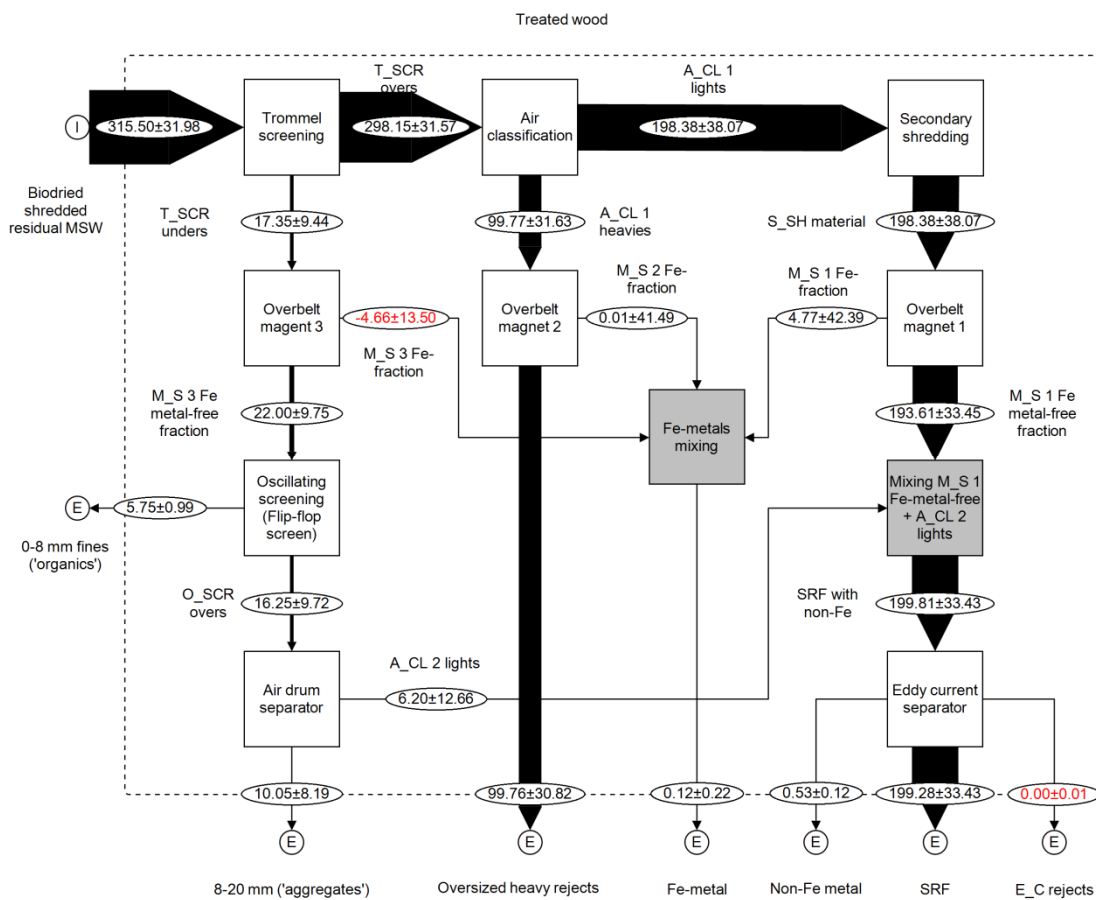 Treated wood
T_SCR
overs
A_CL 1
lights
I
315.50±31.98
Trommel
screening
298.15±31.57
Air
classification
198.38±38.07
Secondary
shredding
Biodried
shredded
residual MSW
T_SCR
unders
17.35±9.44
99.77±31.63
A_CL 1
heavies
S_SH material
198.38±38.07
Overbelt
magent 3
-4.66±13.50
M_S 3 Fe-
fraction
Overbelt
magnet 2
M_S 2 Fe-
fraction
0.01±41.49
M_S 1 Fe-
fraction
4.77±42.39
Overbelt
magnet 1
M_S 3 Fe
metal-free
fraction
22.00±9.75
Fe-metals
mixing
193.61±33.45
M_S 1 Fe
metal-free
fraction
E
5.75±0.99
0-8 mm fines
('organics')
Oscillating
screening
(Flip-flop
screen)
Mixing M_S 1
Fe-metal-free
+ A_CL 2
lights
O_SCR
overs
16.25±9.72
SRF with
non-Fe
199.81±33.43
Air drum
separator
A_CL 2 lights
6.20±12.66
Eddy current
separator
10.05±8.19
99.76±30.82
0.12±0.22
0.53±0.12
199.28±33.43
0.00±0.01
E
E
E
E
E
E
8-20 mm ('aggregates')
Oversized heavy rejects
Fe-metal
Non-Fe metal
SRF
E_C rejects